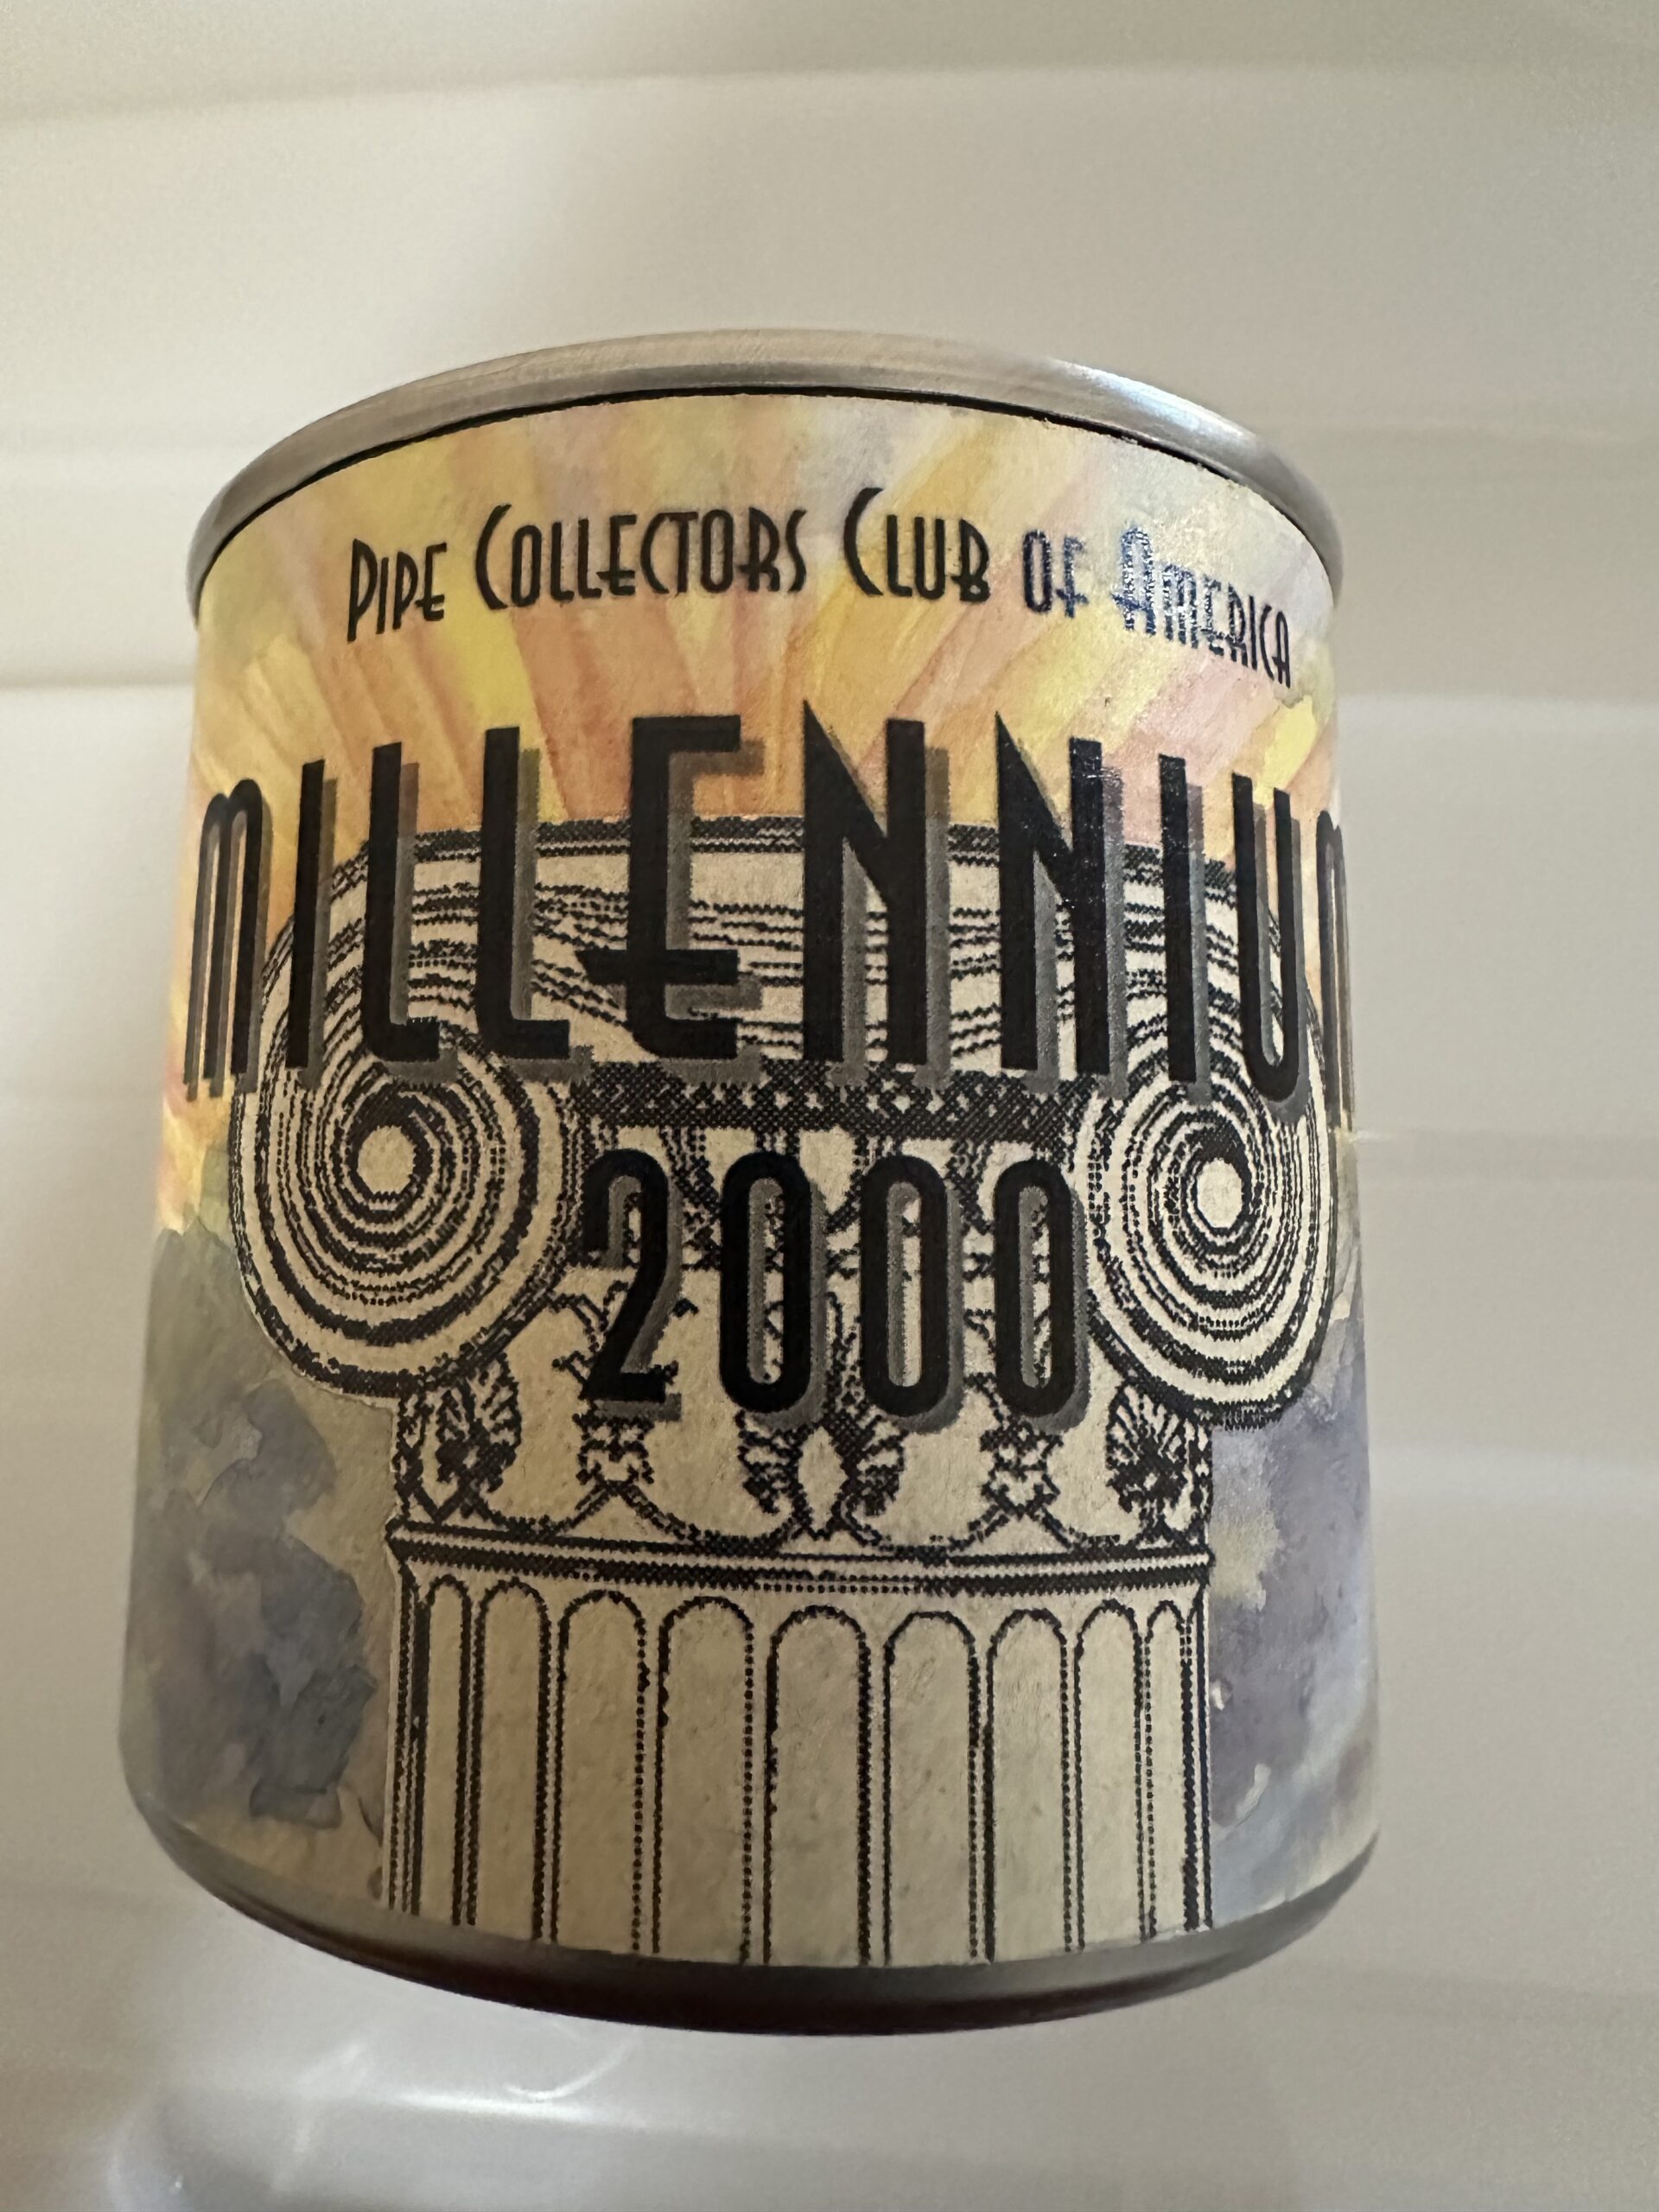 PIPE COLLECTORS CLUB OF AMERICA
MILLENNIUM
2000